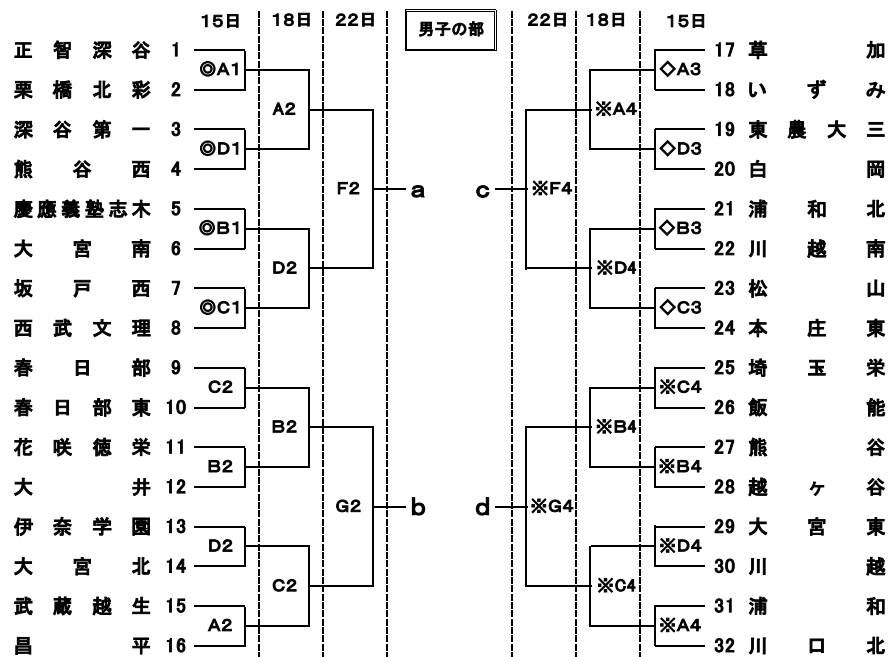 15日 18日 22日 男子の部 22日 18日 15日
正智深谷 1 17 草加
◎A1 ◇A3
栗橋北彩 2 18 いずみ
A2 ※A4
深谷第一 3 19 東農大三
◎D1 ◇D3
熊谷西 4 20 白岡
F2 a c ※F4
慶應義塾志木 5 21 浦和北
◎B1 ◇B3
大宮南 6 22 川越南
D2 ※D4
坂戸西 7 23 松山
◎C1 ◇C3
西武文理 8 24 本庄東
春日部 9 25 埼玉栄
C2 ※C4
春日部東 10 26 飯能
B2 ※B4
花咲徳栄 11 27 熊谷
B2 ※B4
大井 12 28 越ヶ谷
G2 b d ※G4
伊奈学園 13 29 大宮東
D2 ※D4
大宮北 14 30 川越
C2 ※C4
武蔵越生 15 31 浦和
A2 ※A4
昌平 16 32 川口北